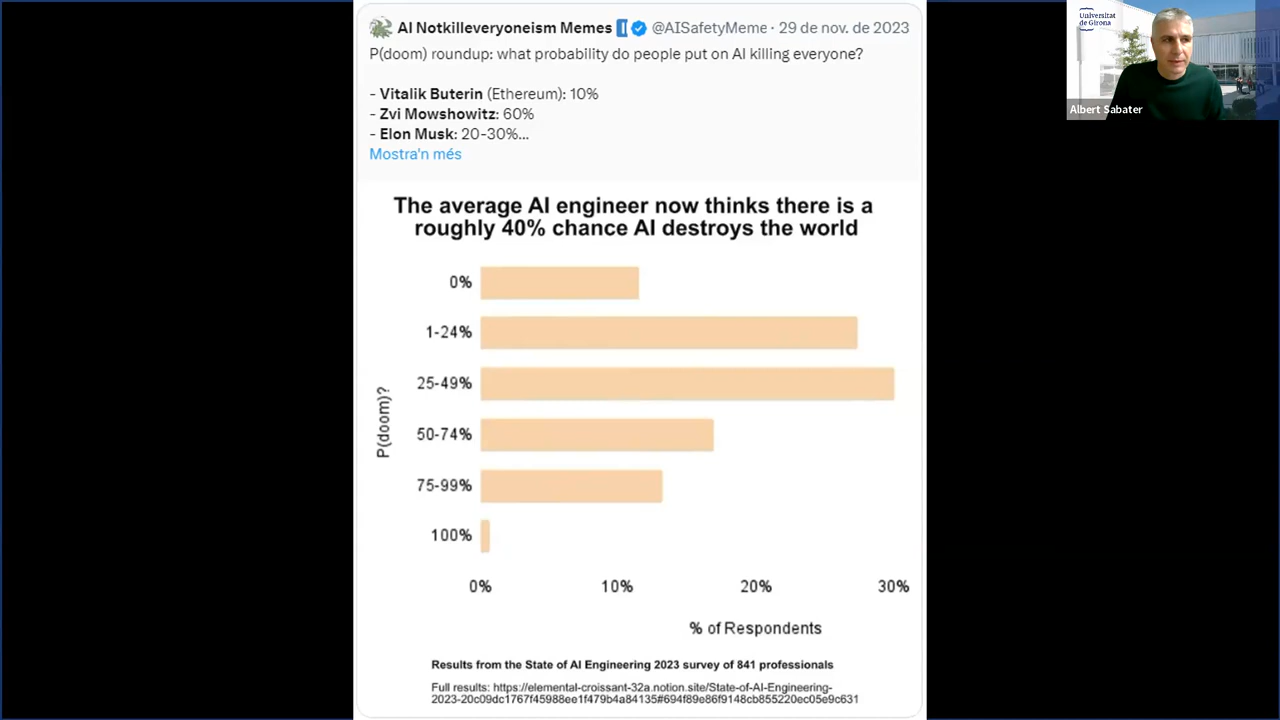 AI Notkilleveryoneism Memes @AISafetyMeme · 29 de nov. de 2023
P(doom) roundup: what probability do people put on AI killing everyone?
- Vitalik Buterin (Ethereum): 10%
- Zvi Mowshowitz: 60%
- Elon Musk: 20-30%...
Mostra'n més
The average AI engineer now thinks there is a
roughly 40% chance AI destroys the world
P(doom)?
0%
1-24%
25-49%
50-74%
75-99%
100%
0% 10% 20% 30%
% of Respondents
Results from the State of AI Engineering 2023 survey of 841 professionals
Full results: https://elemental-croissant-32a.notion.site/State-of-AI-Engineering-
2023-20c09dc1767f45988ee1f479b4a84135#694f89e86f9148cb855220ec05e9c631
Universitat
de Girona
Albert Sabater